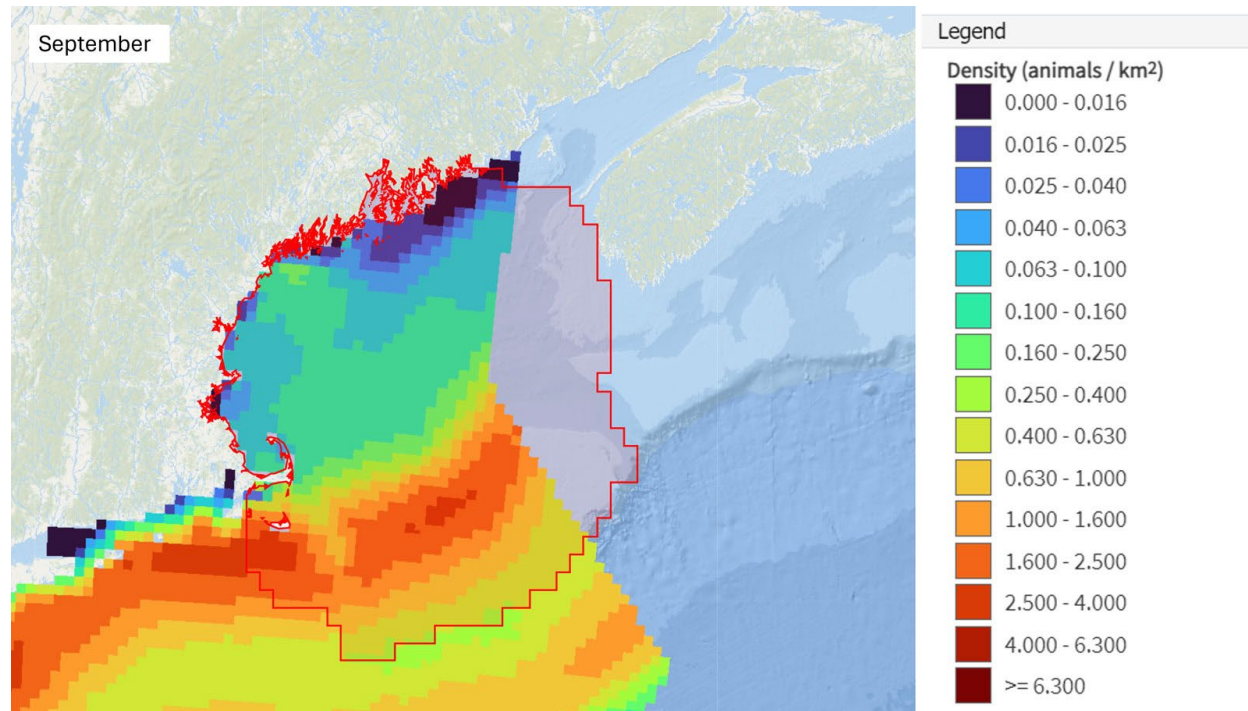 September
Legend
Density (animals / km²)
0.000 - 0.016
0.016 - 0.025
0.025 - 0.040
0.040 - 0.063
0.063 - 0.100
0.100 - 0.160
0.160 - 0.250
0.250 - 0.400
0.400 - 0.630
0.630 - 1.000
1.000 - 1.600
1.600 - 2.500
2.500 - 4.000
4.000 - 6.300
>= 6.300